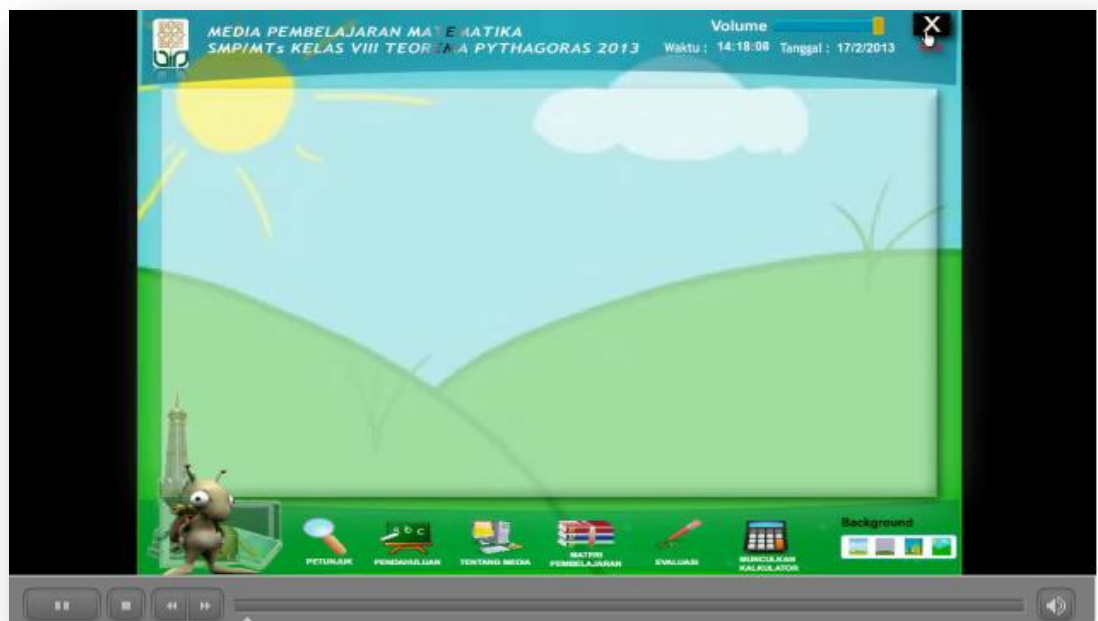 MEDIA PEMBELAJARAN MATEMATIKA
SMP/MTs KELAS VIII TEOREMA PYTHAGORAS 2013
Volume
Waktu : 14:18:08 Tanggal : 17/2/2013
X
a b c
PETUNJUK
PENDAHULUAN
TENTANG MEDIA
MATERI
PEMBELAJARAN
EVALUASI
MUNCULKAN
KALKULATOR
Background